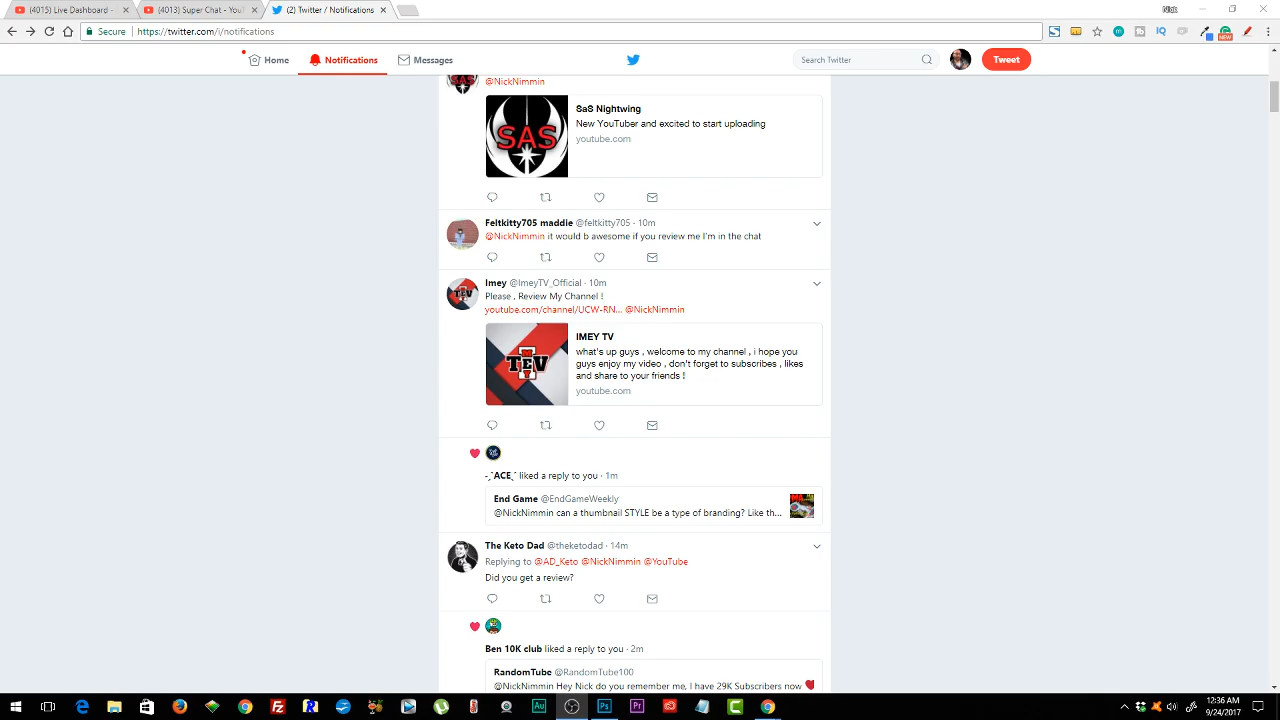 (4015) Live Dashboard -
(4013) Super Chat - You
(2) Twitter / Notifications
Nick
Secure
https://twitter.com/i/notifications
NEW
Home
Notifications
Messages
Search Twitter
Tweet
@NickNimmin
SAS
SaS Nightwing
New YouTuber and excited to start uploading
youtube.com
Feltkitty705 maddie @feltkitty705 · 10m
@NickNimmin it would b awesome if you review me I'm in the chat
Imey @ImeyTV_Official · 10m
Please , Review My Channel !
youtube.com/channel/UCW-RN... @NickNimmin
IMEY TV
what's up guys , welcome to my channel , i hope you
guys enjoy my video , don't forget to subscribes , likes
and share to your friends !
youtube.com
-ˏˋACEˎˊ liked a reply to you · 1m
End Game @EndGameWeekly
@NickNimmin can a thumbnail STYLE be a type of branding? Like th...
The Keto Dad @theketodad · 14m
Replying to @AD_Keto @NickNimmin @YouTube
Did you get a review?
Ben 10K club liked a reply to you · 2m
RandomTube @RandomTube100
@NickNimmin Hey Nick do you remember me, I have 29K Subscribers now ❤
12:36 AM
9/24/2017